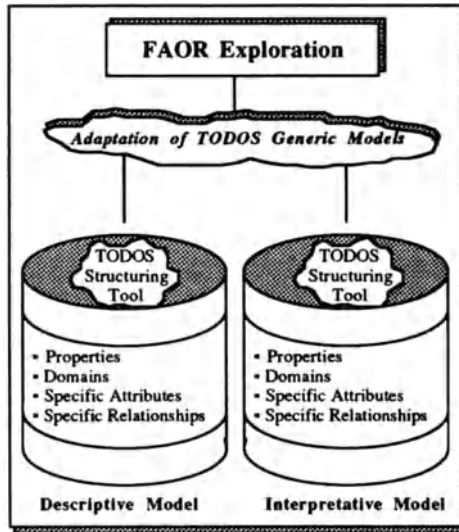 FAOR Exploration
Adaptation of TODOS Generic Models
TODOS
Structuring
Tool
▪ Properties
▪ Domains
▪ Specific Attributes
▪ Specific Relationships
Descriptive Model
TODOS
Structuring
Tool
▪ Properties
▪ Domains
▪ Specific Attributes
▪ Specific Relationships
Interpretative Model